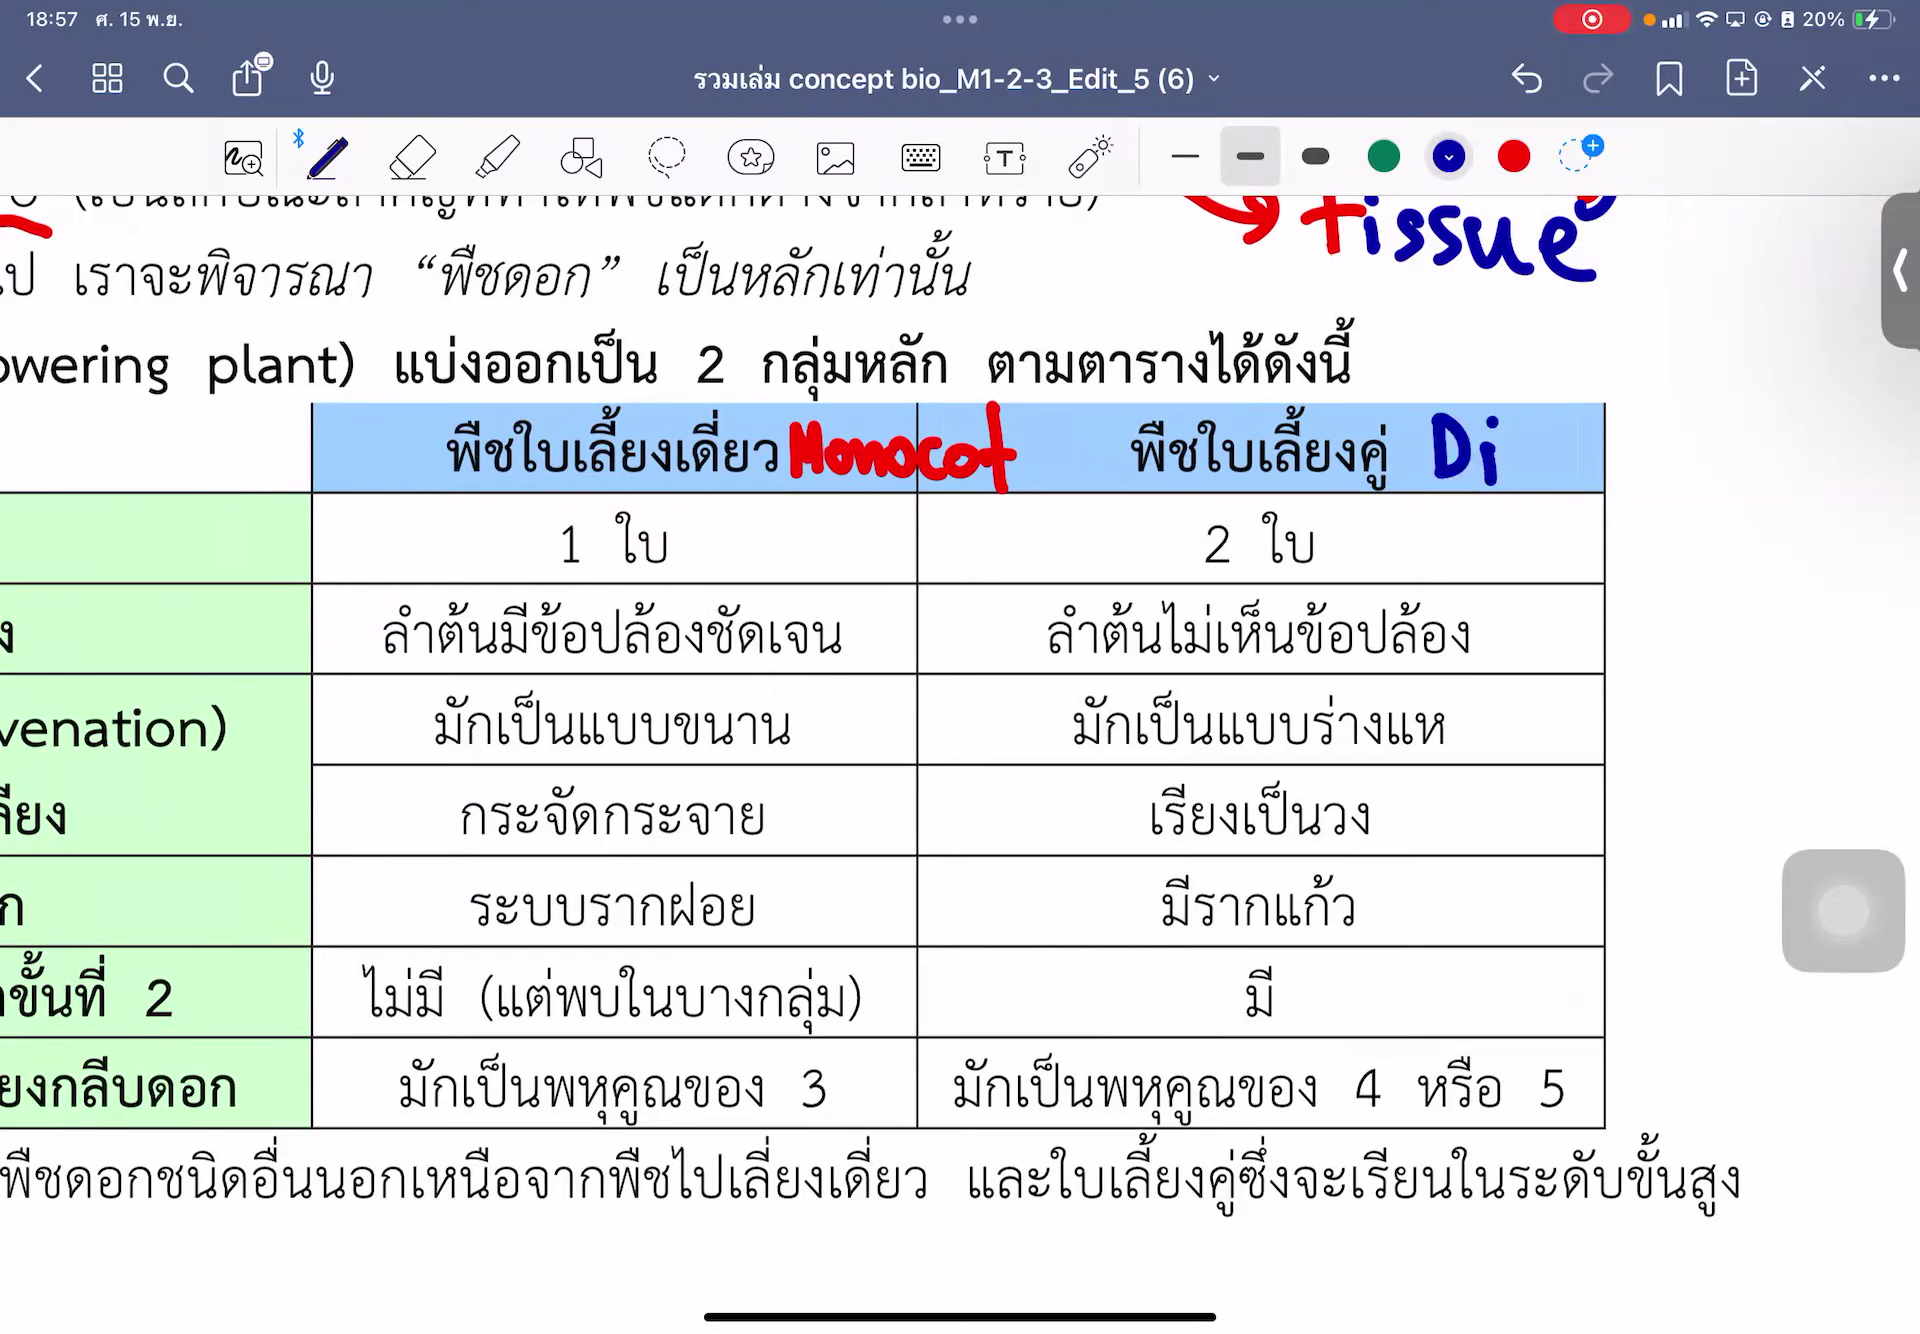 18:57 ศ. 15 พ.ย.
20%
รวมเล่ม concept bio_M1-2-3_Edit_5 (6)
tissue
เราจะพิจารณา “พืชดอก” เป็นหลักเท่านั้น
owering plant) แบ่งออกเป็น 2 กลุ่มหลัก ตามตารางได้ดังนี้
พืชใบเลี้ยงเดี่ยว Monocot พืชใบเลี้ยงคู่ Di
1 ใบ 2 ใบ
ง ลำต้นมีข้อปล้องชัดเจน ลำต้นไม่เห็นข้อปล้อง
venation) มักเป็นแบบขนาน มักเป็นแบบร่างแห
ลียง กระจัดกระจาย เรียงเป็นวง
ก ระบบรากฝอย มีรากแก้ว
ขั้นที่ 2 ไม่มี (แต่พบในบางกลุ่ม) มี
ยงกลีบดอก มักเป็นพหุคูณของ 3 มักเป็นพหุคูณของ 4 หรือ 5
พืชดอกชนิดอื่นนอกเหนือจากพืชไปเลี่ยงเดี่ยว และใบเลี้ยงคู่ซึ่งจะเรียนในระดับขั้นสูง